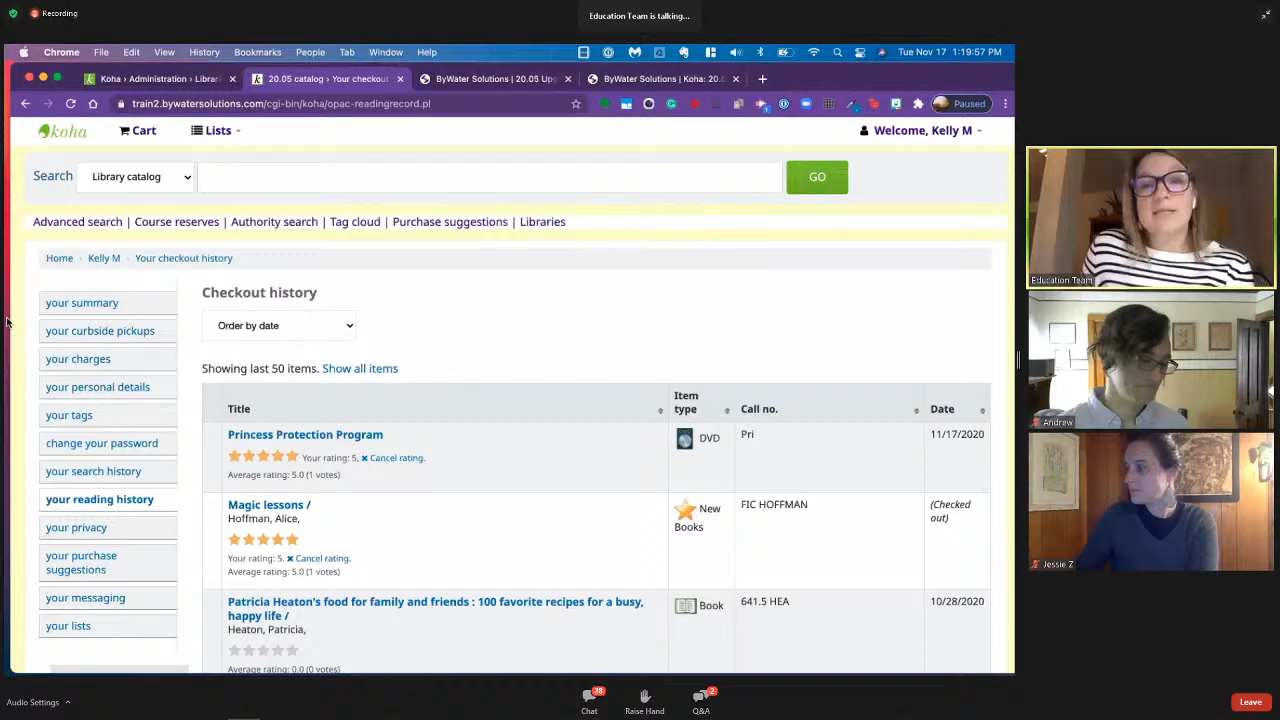 Recording
Education Team is talking...
Chrome File Edit View History Bookmarks People Tab Window Help
Tue Nov 17 1:19:57 PM
Koha › Administration › Librari ×
20.05 catalog › Your checkout ×
ByWater Solutions | 20.05 Upg ×
ByWater Solutions | Koha: 20.0 ×
train2.bywatersolutions.com/cgi-bin/koha/opac-readingrecord.pl
Paused
koha Cart Lists Welcome, Kelly M
Search Library catalog GO
Advanced search | Course reserves | Authority search | Tag cloud | Purchase suggestions | Libraries
Home › Kelly M › Your checkout history
your summary
your curbside pickups
your charges
your personal details
your tags
change your password
your search history
your reading history
your privacy
your purchase
suggestions
your messaging
your lists
Checkout history
Order by date
Showing last 50 items. Show all items
Title Item type Call no. Date
Princess Protection Program DVD Pri 11/17/2020
Your rating: 5, × Cancel rating.
Average rating: 5.0 (1 votes)
Magic lessons / New Books FIC HOFFMAN (Checked out)
Hoffman, Alice,
Your rating: 5. × Cancel rating.
Average rating: 5.0 (1 votes)
Patricia Heaton's food for family and friends : 100 favorite recipes for a busy, Book 641.5 HEA 10/28/2020
happy life /
Heaton, Patricia,
Average rating: 0.0 (0 votes)
Education Team
Andrew
Jessie Z
Audio Settings
28
Chat
Raise Hand
2
Q&A
Leave